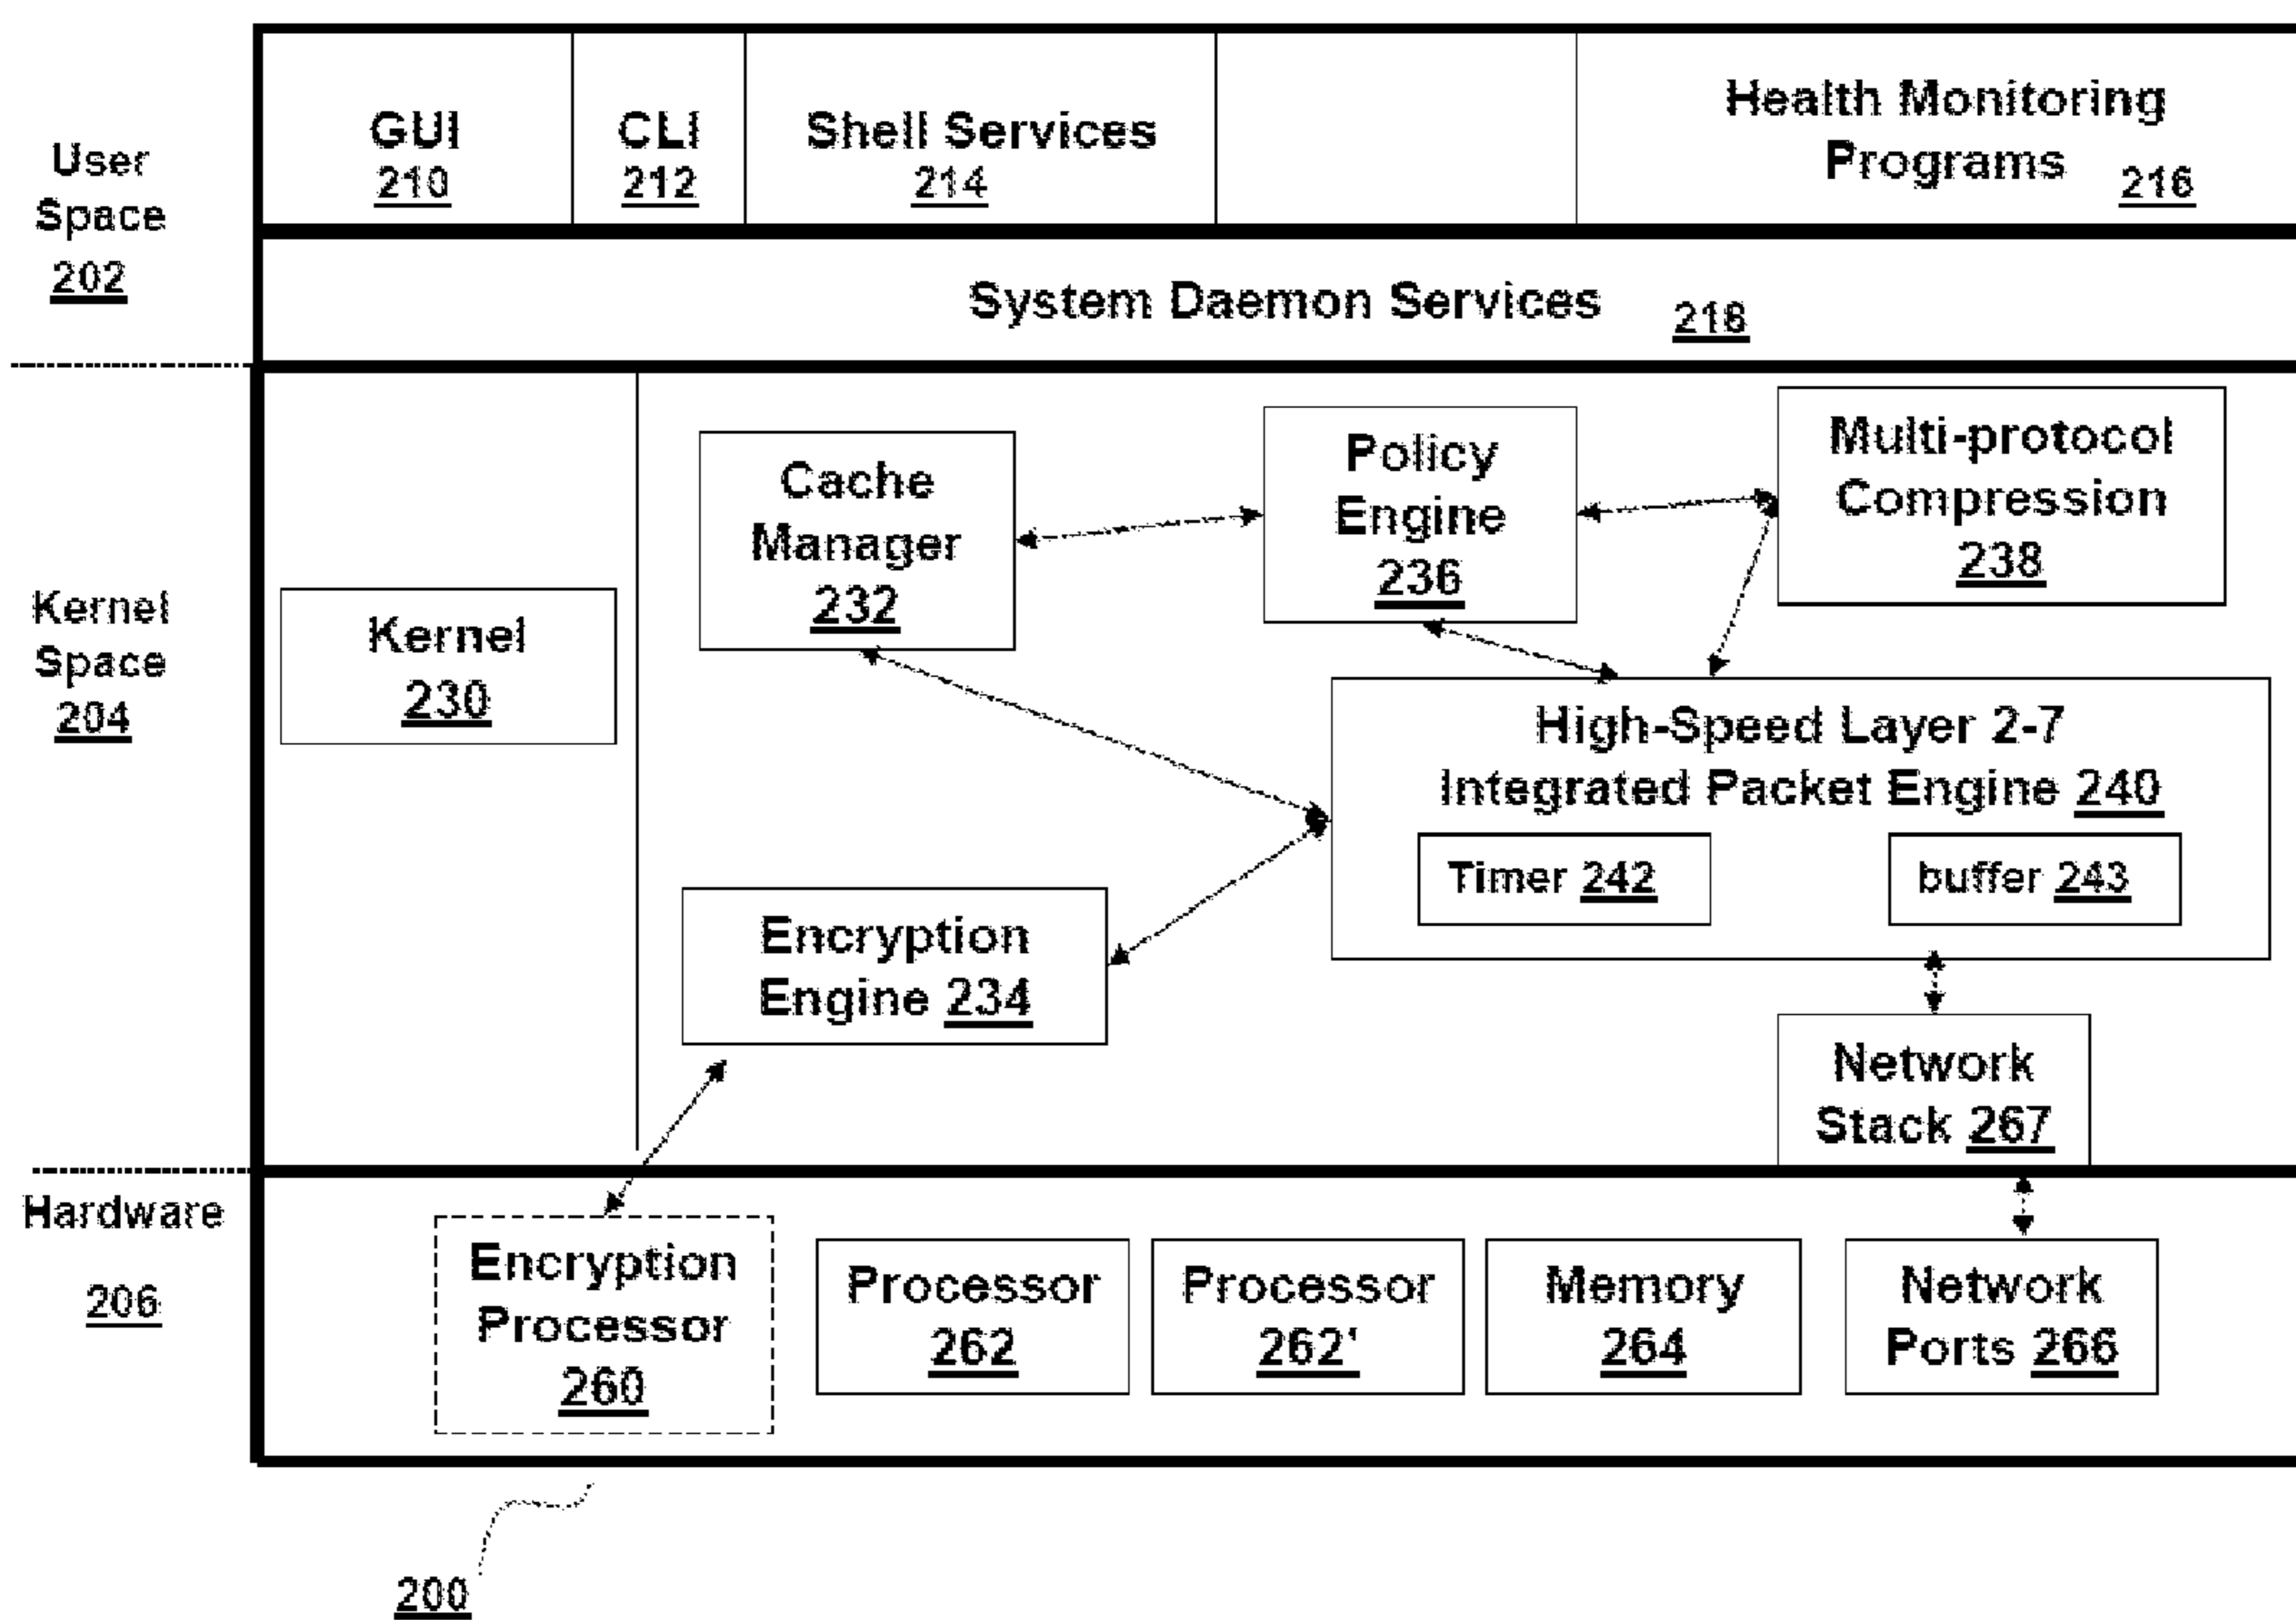 User
Space
202
GUI
210
CLI
212
Shell Services
214
Health Monitoring
Programs 216
System Daemon Services 218
Kernel
Space
204
Kernel
230
Cache
Manager
232
Policy
Engine
236
Multi-protocol
Compression
238
High-Speed Layer 2-7
Integrated Packet Engine 240
Timer 242
buffer 243
Encryption
Engine 234
Network
Stack 267
Hardware
206
Encryption
Processor
260
Processor
262
Processor
262'
Memory
264
Network
Ports 266
200